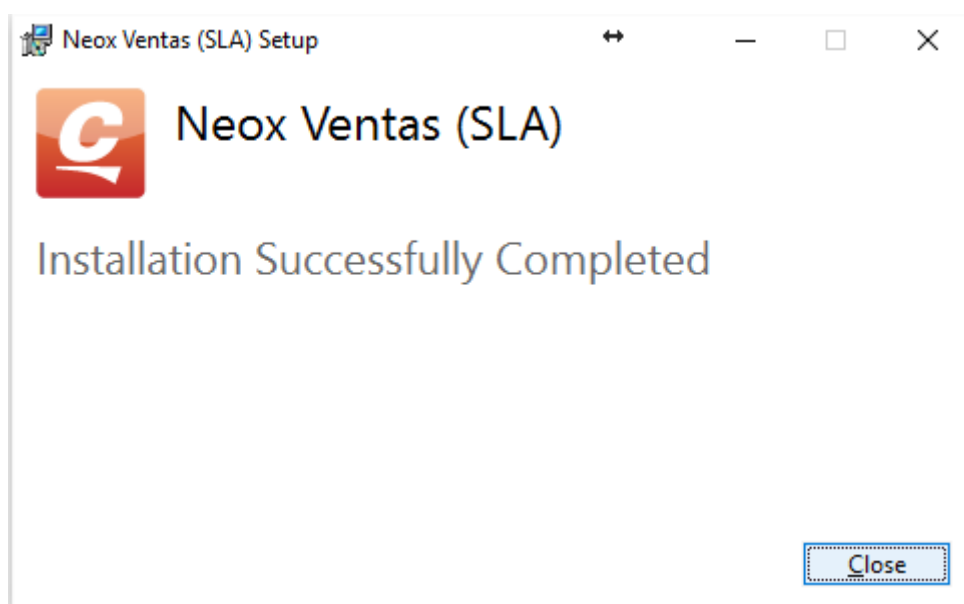 Neox Ventas (SLA) Setup
Neox Ventas (SLA)
Installation Successfully Completed
Close